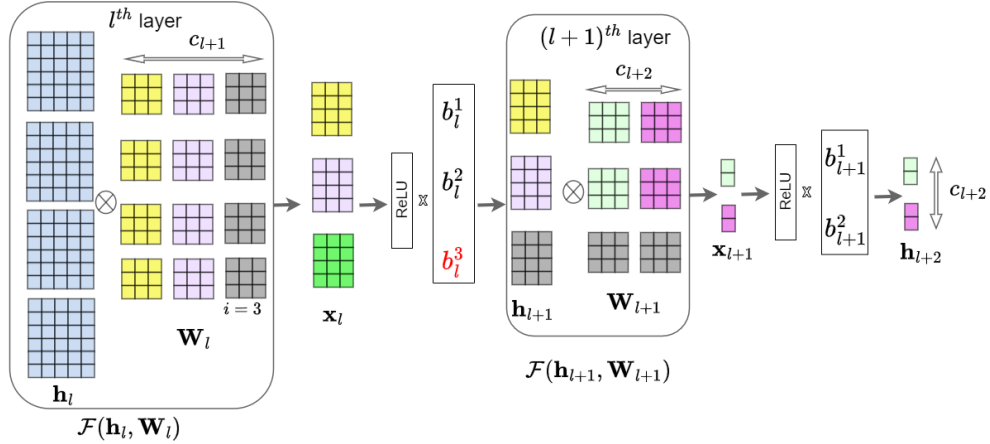 l^{th} layer
c_{l+1}
i = 3
W_l
h_l
F(h_l, W_l)
x_l
ReLU
x
b_l^1
b_l^2
b_l^3
(l + 1)^{th} layer
c_{l+2}
h_{l+1}
W_{l+1}
F(h_{l+1}, W_{l+1})
x_{l+1}
ReLU
x
b_{l+1}^1
b_{l+1}^2
c_{l+2}
h_{l+2}